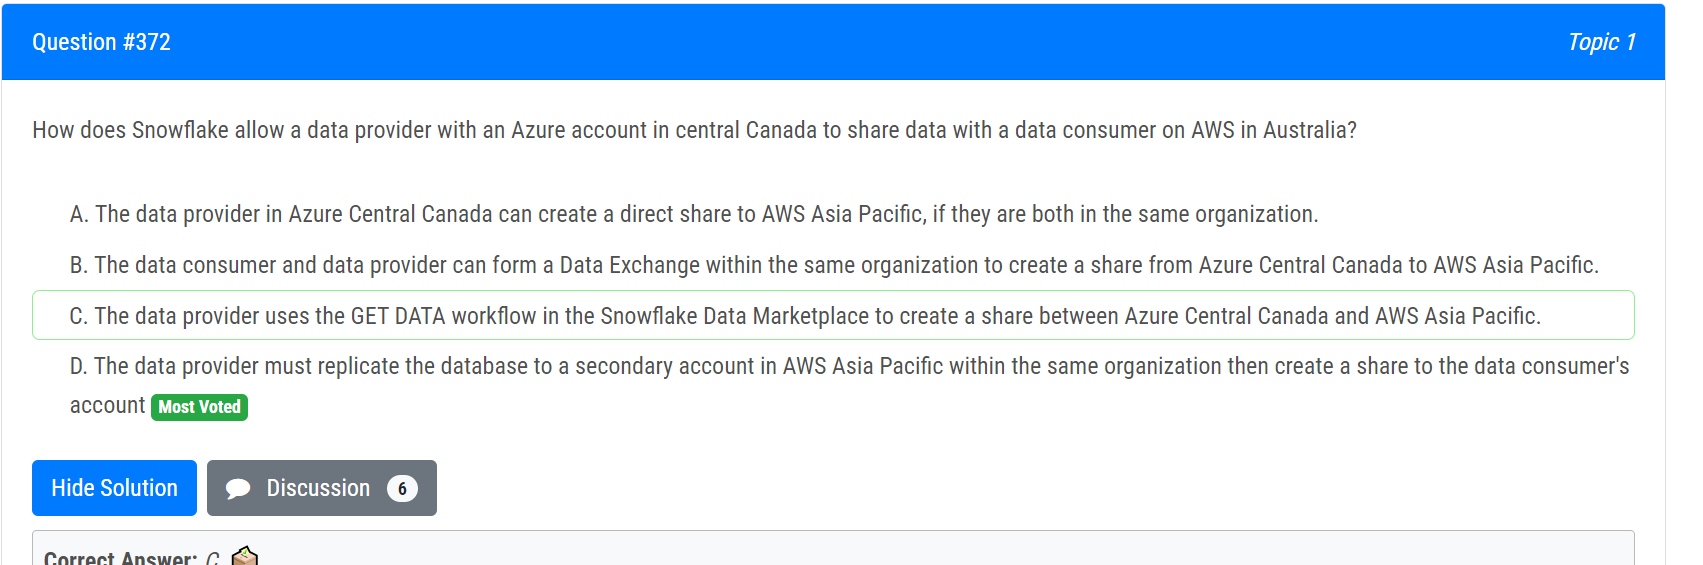 Question #372
Topic 1
How does Snowflake allow a data provider with an Azure account in central Canada to share data with a data consumer on AWS in Australia?
A. The data provider in Azure Central Canada can create a direct share to AWS Asia Pacific, if they are both in the same organization.
B. The data consumer and data provider can form a Data Exchange within the same organization to create a share from Azure Central Canada to AWS Asia Pacific.
C. The data provider uses the GET DATA workflow in the Snowflake Data Marketplace to create a share between Azure Central Canada and AWS Asia Pacific.
D. The data provider must replicate the database to a secondary account in AWS Asia Pacific within the same organization then create a share to the data consumer's
account Most Voted
Hide Solution
Discussion 6
Correct Answer: C